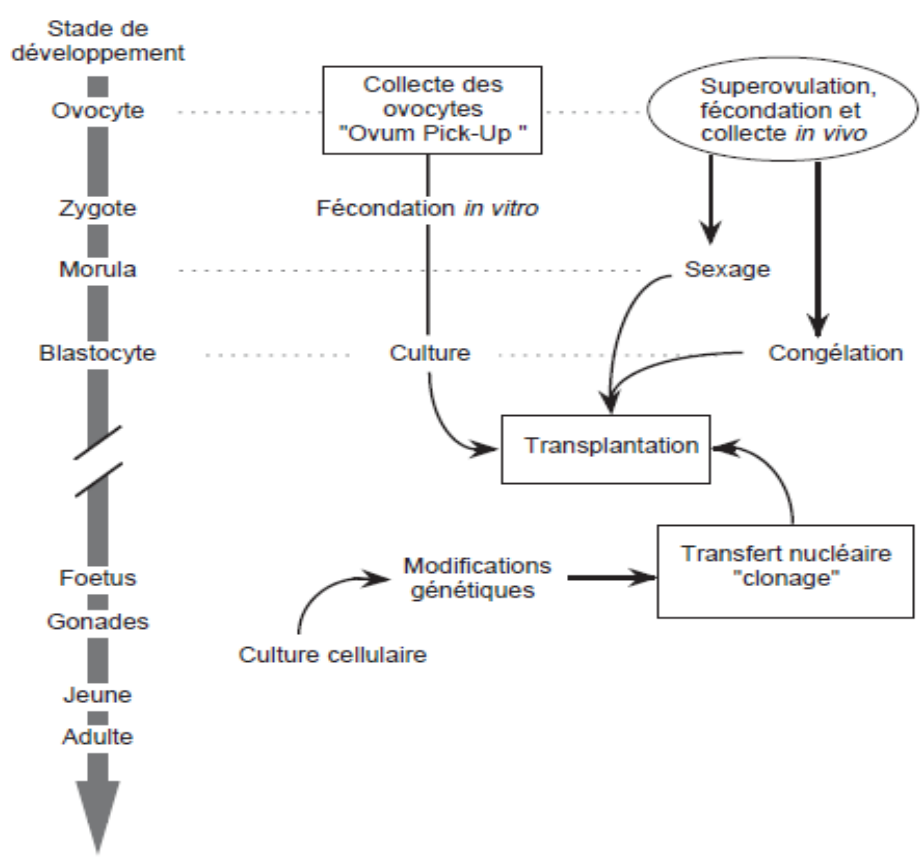 Stade de
développement
Ovocyte
Collecte des
ovocytes
"Ovum Pick-Up "
Superovulation,
fécondation et
collecte in vivo
Zygote
Fécondation in vitro
Morula
Sexage
Blastocyte
Culture
Congélation
Transplantation
Foetus
Modifications
génétiques
Transfert nucléaire
"clonage"
Gonades
Culture cellulaire
Jeune
Adulte